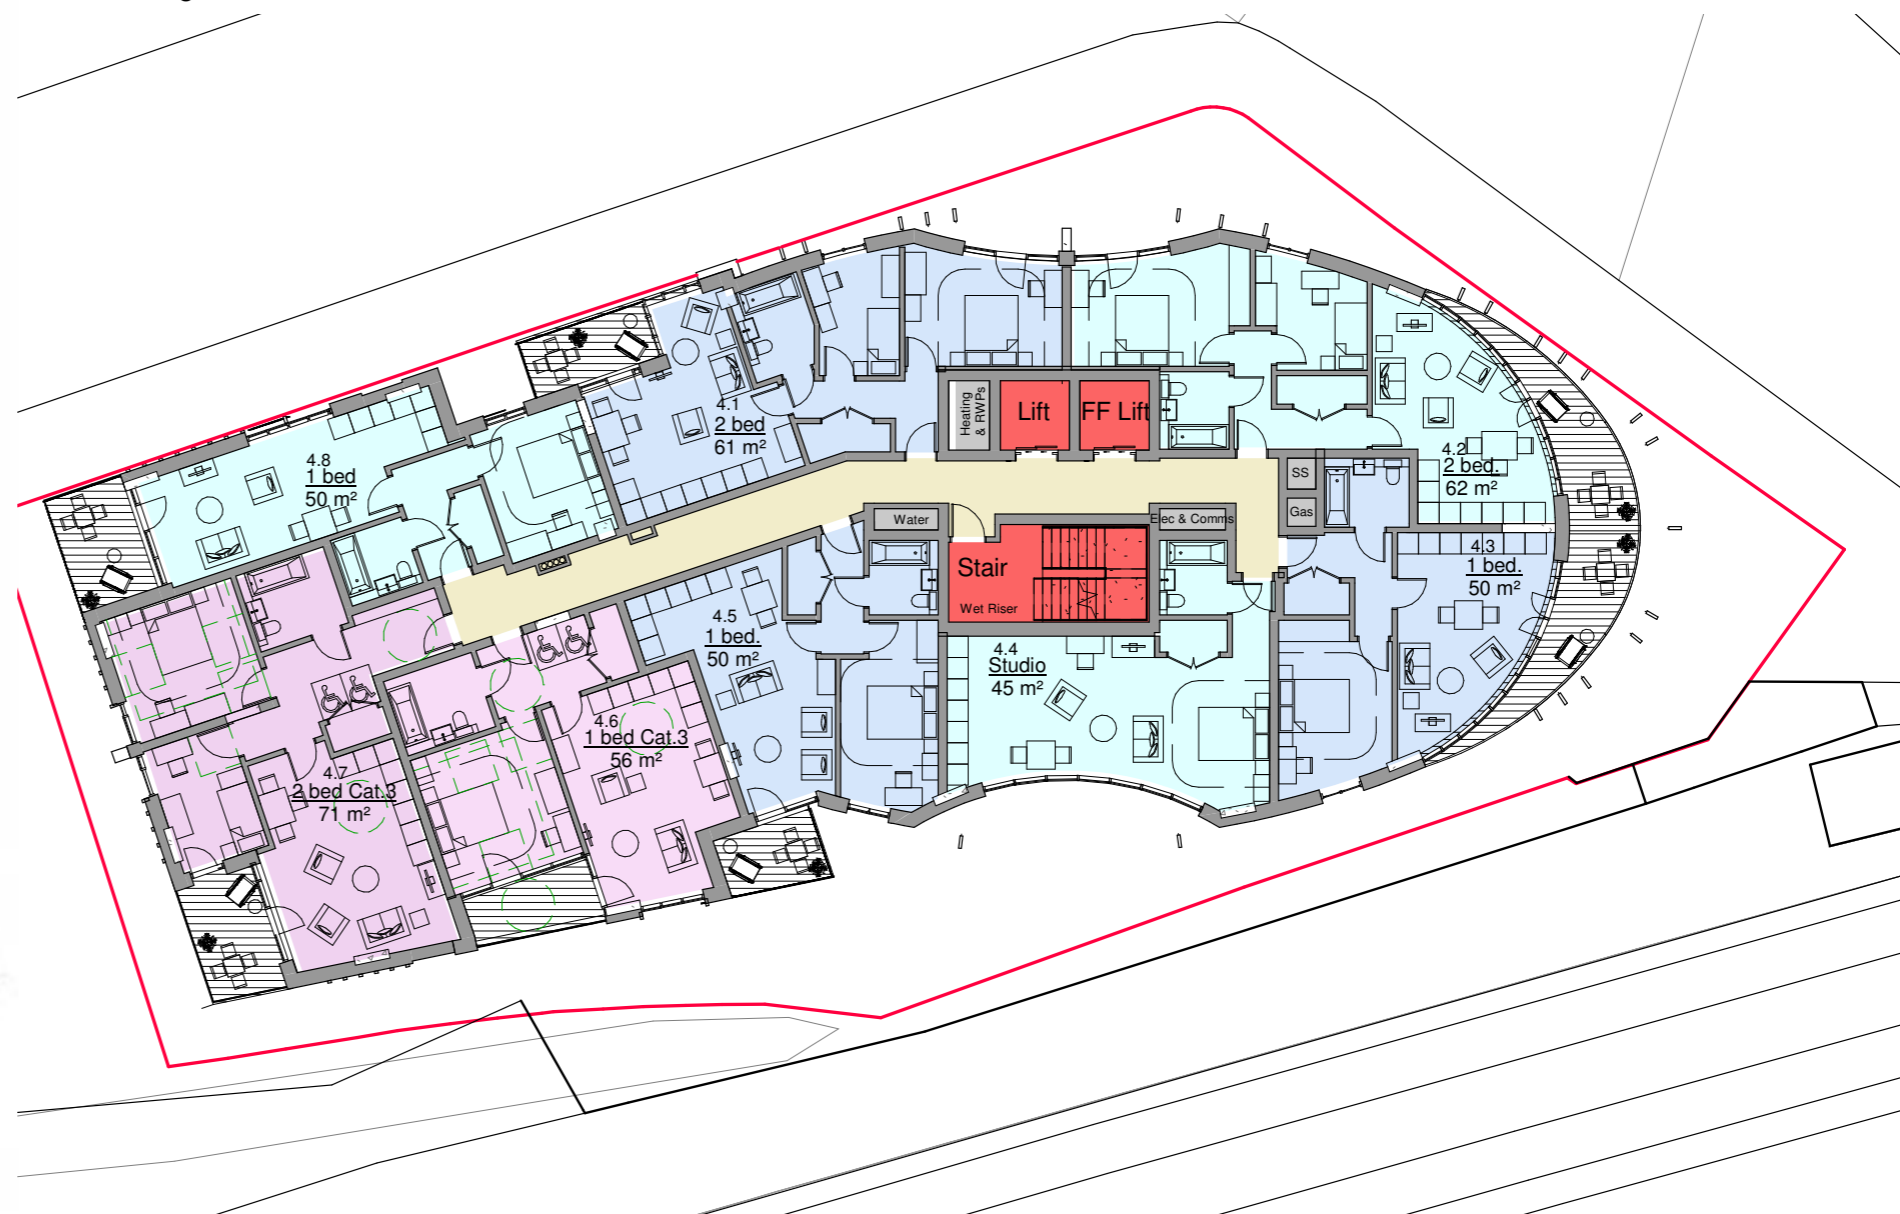 4.1
2 bed
61 m²
Heating
& RWPs
Lift
FF Lift
4.2
2 bed.
62 m²
4.8
1 bed
50 m²
SS
Gas
Water
Elec & Comms
4.3
1 bed.
50 m²
Stair
Wet Riser
4.5
1 bed.
50 m²
4.4
Studio
45 m²
4.6
1 bed Cat.3
56 m²
4.7
2 bed Cat.3
71 m²